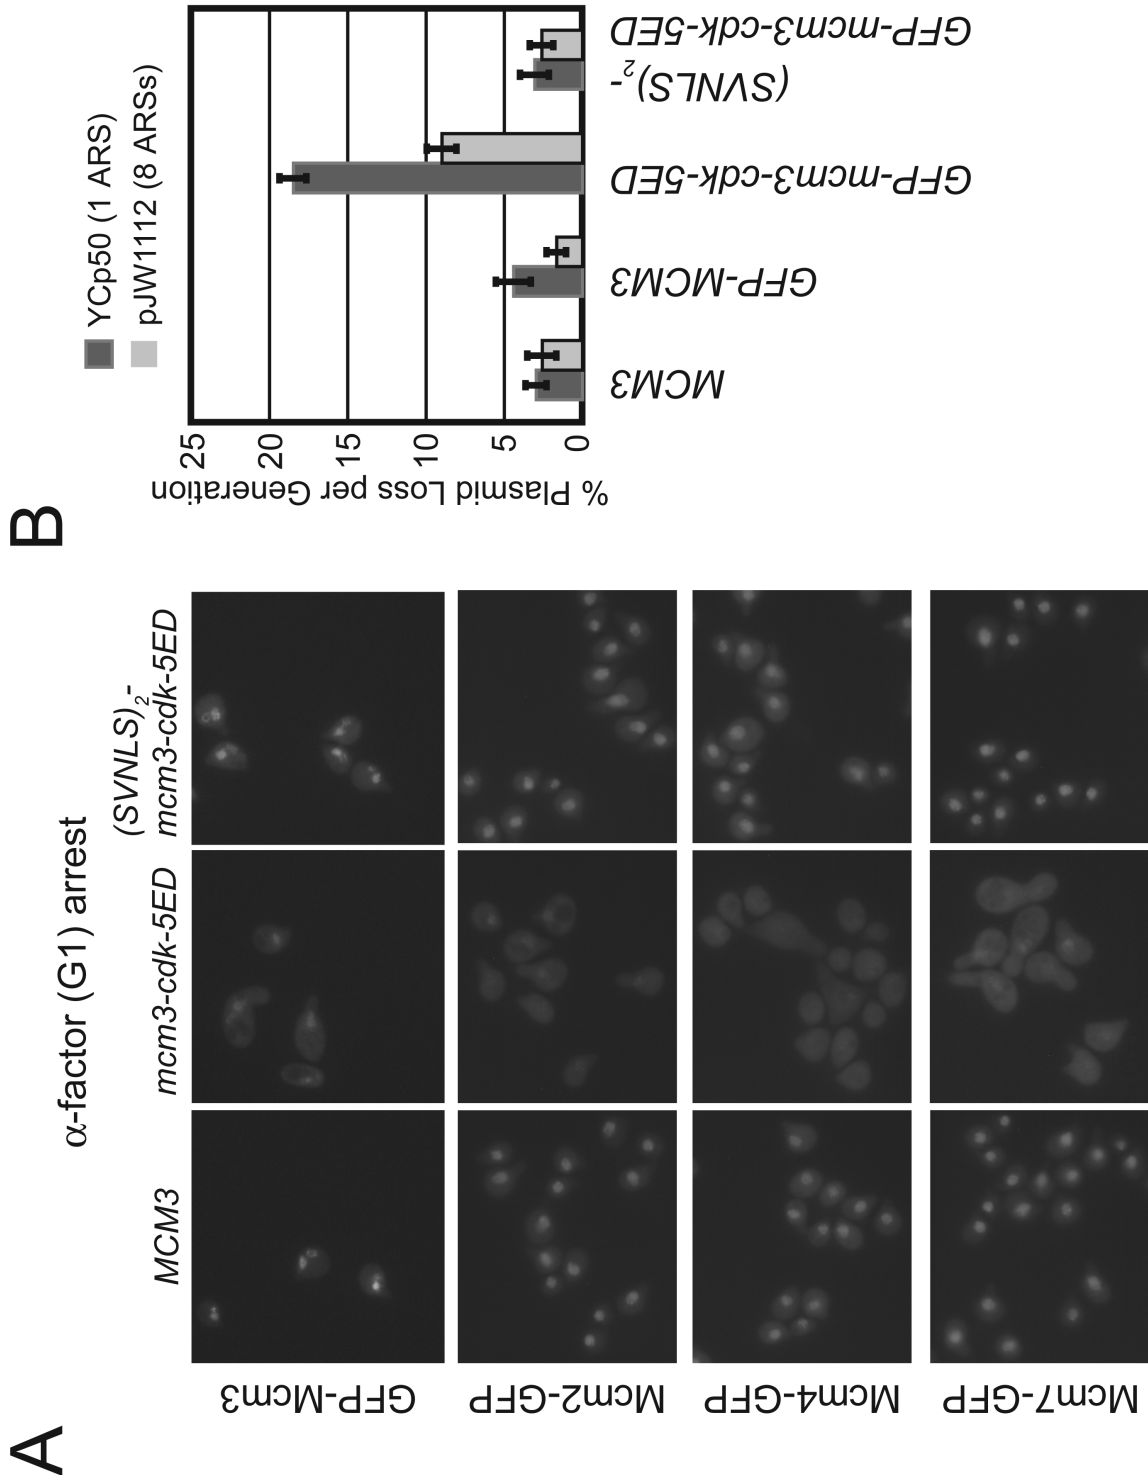 A
α-factor (G1) arrest
MCM3
mcm3-cdk-5ED
(SVNLS)2-
mcm3-cdk-5ED
GFP-Mcm3
Mcm2-GFP
Mcm4-GFP
Mcm7-GFP
B
YCp50 (1 ARS)
pJW1112 (8 ARSs)
% Plasmid Loss per Generation
25
20
15
10
5
0
MCM3
GFP-MCM3
GFP-mcm3-cdk-5ED
(SVNLS)2-
GFP-mcm3-cdk-5ED